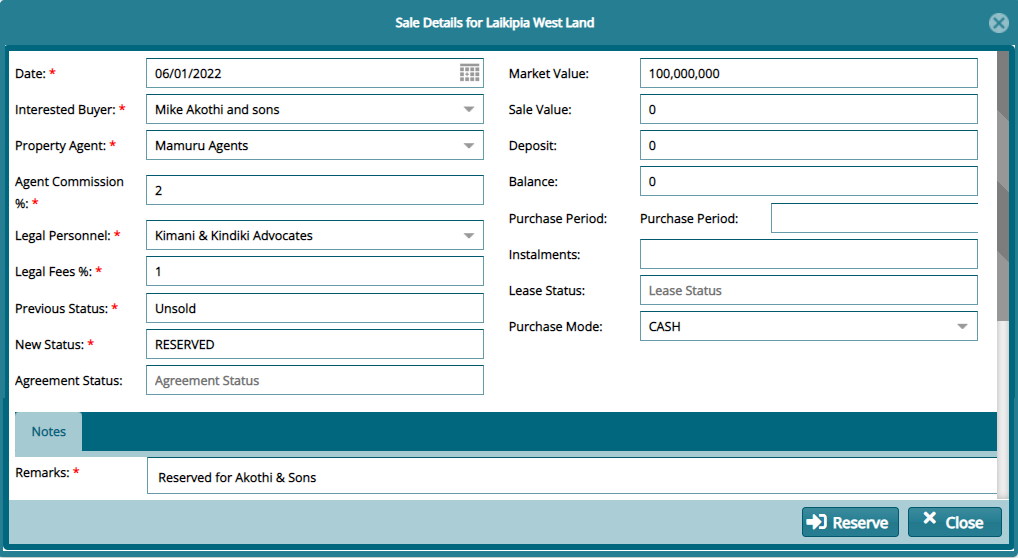 Sale Details for Laikipia West Land
Date: * 06/01/2022
Interested Buyer: * Mike Akothi and sons
Property Agent: * Mamuru Agents
Agent Commission
%: * 2
Legal Personnel: * Kimani & Kindiki Advocates
Legal Fees %: * 1
Previous Status: * Unsold
New Status: * RESERVED
Agreement Status: Agreement Status
Market Value: 100,000,000
Sale Value: 0
Deposit: 0
Balance: 0
Purchase Period: Purchase Period:
Instalments:
Lease Status: Lease Status
Purchase Mode: CASH
Notes
Remarks: * Reserved for Akothi & Sons
Reserve Close